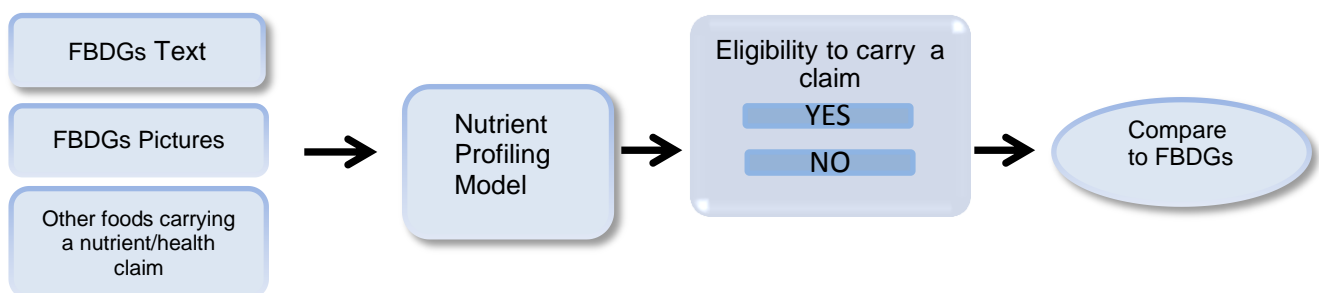 FBDGs Text
FBDGs Pictures
Other foods carrying
a nutrient/health
claim
Nutrient
Profiling
Model
Eligibility to carry a
claim
YES
NO
Compare
to FBDGs